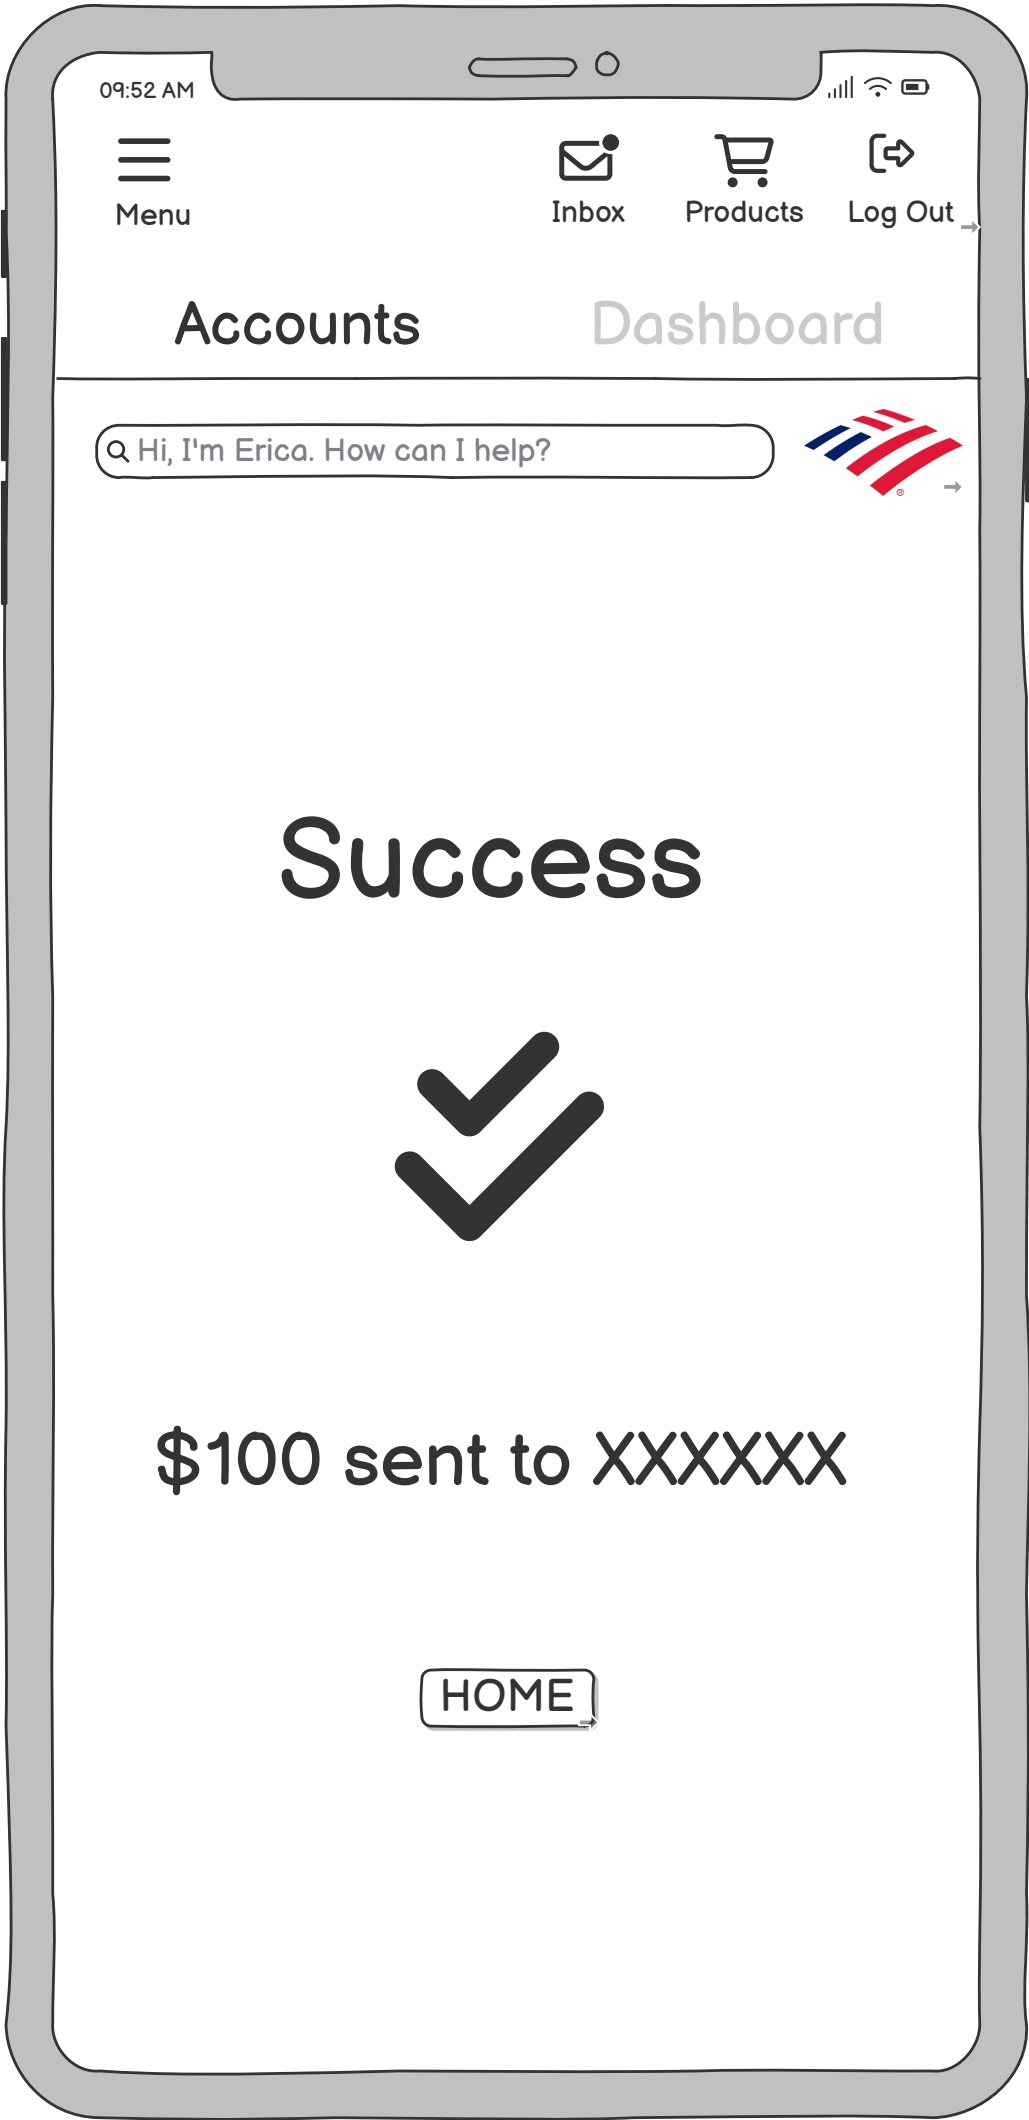 09:52 AM
Menu
Inbox
Products
Log Out
Accounts
Dashboard
Hi, I'm Erica. How can I help?
®
Success
$100 sent to XXXXXX
HOME